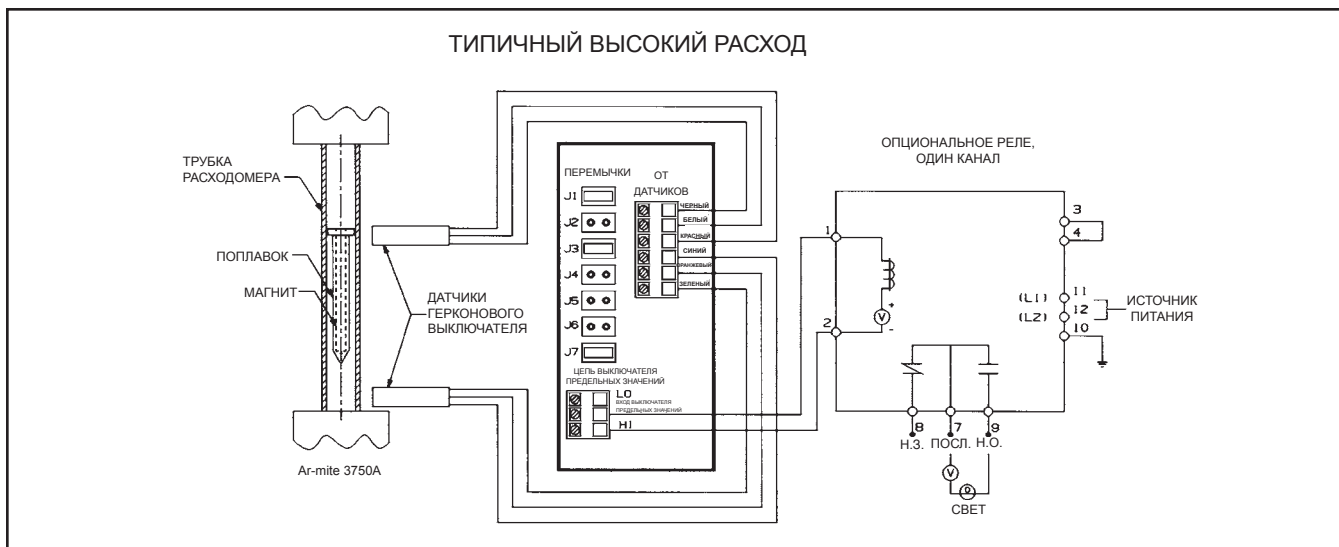 ТИПИЧНЫЙ ВЫСОКИЙ РАСХОД
ТРУБКА
РАСХОДОМЕРА
ПОПЛАВОК
МАГНИТ
Ar-mite 3750A
ДАТЧИКИ
ГЕРКОНОВОГО
ВЫКЛЮЧАТЕЛЯ
ПЕРЕМЫЧКИ
J1
J2
J3
J4
J5
J6
J7
ОТ
ДАТЧИКОВ
ЧЕРНЫЙ
БЕЛЫЙ
КРАСНЫЙ
СИНИЙ
ОРАНЖЕВЫЙ
ЗЕЛЕНЫЙ
ЦЕПЬ ВЫКЛЮЧАТЕЛЯ
ПРЕДЕЛЬНЫХ ЗНАЧЕНИЙ
LO
ВХОД ВЫКЛЮЧАТЕЛЯ
ПРЕДЕЛЬНЫХ ЗНАЧЕНИЙ
HI
ОПЦИОНАЛЬНОЕ РЕЛЕ,
ОДИН КАНАЛ
1
2
+
V
-
3
4
(L1) 11
(L2) 12
10
ИСТОЧНИК
ПИТАНИЯ
8 7 9
Н.З. ПОСЛ. Н.О.
V
СВЕТ